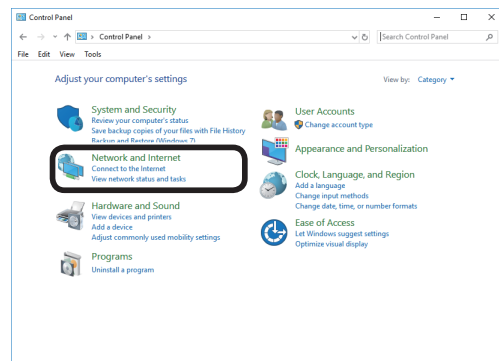 Control Panel
Control Panel
Search Control Panel
File Edit View Tools
Adjust your computer's settings
View by: Category
System and Security
Review your computer's status
Save backup copies of your files with File History
Backup and Restore (Windows 7)
Network and Internet
Connect to the Internet
View network status and tasks
Hardware and Sound
View devices and printers
Add a device
Adjust commonly used mobility settings
Programs
Uninstall a program
User Accounts
Change account type
Appearance and Personalization
Clock, Language, and Region
Add a language
Change input methods
Change date, time, or number formats
Ease of Access
Let Windows suggest settings
Optimize visual display